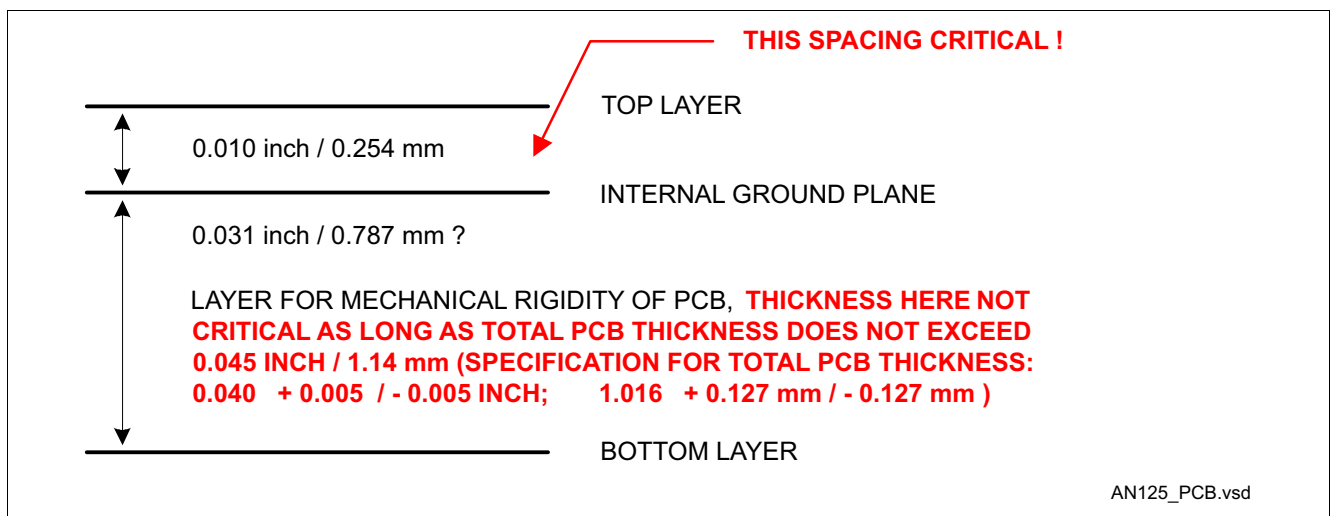 THIS SPACING CRITICAL !
TOP LAYER
0.010 inch / 0.254 mm
INTERNAL GROUND PLANE
0.031 inch / 0.787 mm ?
LAYER FOR MECHANICAL RIGIDITY OF PCB, THICKNESS HERE NOT
CRITICAL AS LONG AS TOTAL PCB THICKNESS DOES NOT EXCEED
0.045 INCH / 1.14 mm (SPECIFICATION FOR TOTAL PCB THICKNESS:
0.040 + 0.005 / - 0.005 INCH; 1.016 + 0.127 mm / - 0.127 mm )
BOTTOM LAYER
AN125_PCB.vsd